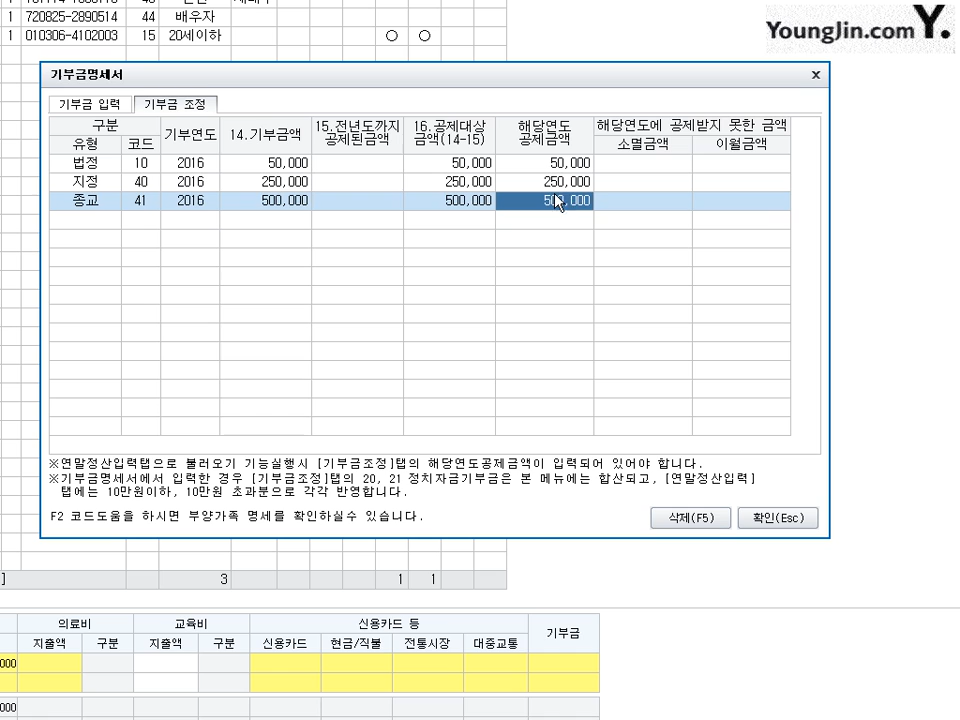 1 720825-2890514 44 배우자
1 010306-4102003 15 20세이하 ○ ○
YoungJin.com Y.
기부금명세서 x
기부금 입력 기부금 조정
구분 기부연도 14.기부금액 15.전년도까지 공제된금액 16.공제대상 금액(14-15) 해당연도 공제금액 해당연도에 공제받지 못한 금액
유형 코드 소멸금액 이월금액
법정 10 2016 50,000 50,000 50,000
지정 40 2016 250,000 250,000 250,000
종교 41 2016 500,000 500,000 500,000
※연말정산입력탭으로 불러오기 기능실행시 [기부금조정]탭의 해당연도공제금액이 입력되어 있어야 합니다.
※기부금명세서에서 입력한 경우 [기부금조정]탭의 20, 21 정치자금기부금은 본 메뉴에는 합산되고, [연말정산입력]
탭에는 10만원이하, 10만원 초과분으로 각각 반영합니다.
F2 코드도움을 하시면 부양가족 명세를 확인하실수 있습니다.
삭제(F5) 확인(Esc)
] 3 1 1
의료비 교육비 신용카드 등 기부금
지출액 구분 지출액 구분 신용카드 현금/직불 전통시장 대중교통
000
000